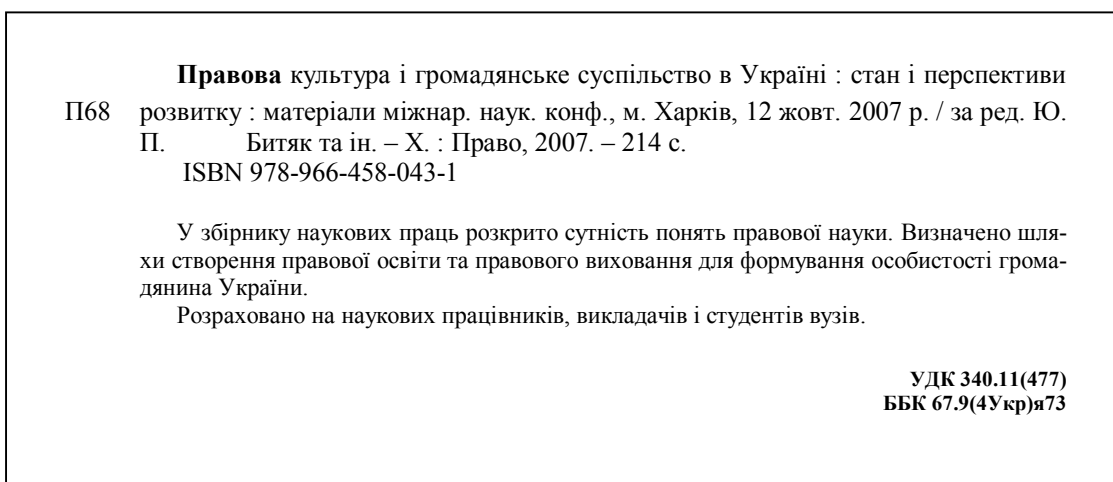 Правова культура і громадянське суспільство в Україні : стан і перспективи
П68 розвитку : матеріали міжнар. наук. конф., м. Харків, 12 жовт. 2007 р. / за ред. Ю.
П. Битяк та ін. – Х. : Право, 2007. – 214 с.
ISBN 978-966-458-043-1
У збірнику наукових праць розкрито сутність понять правової науки. Визначено шля-
хи створення правової освіти та правового виховання для формування особистості грома-
дянина України.
Розраховано на наукових працівників, викладачів і студентів вузів.
УДК 340.11(477)
ББК 67.9(4Укр)я73